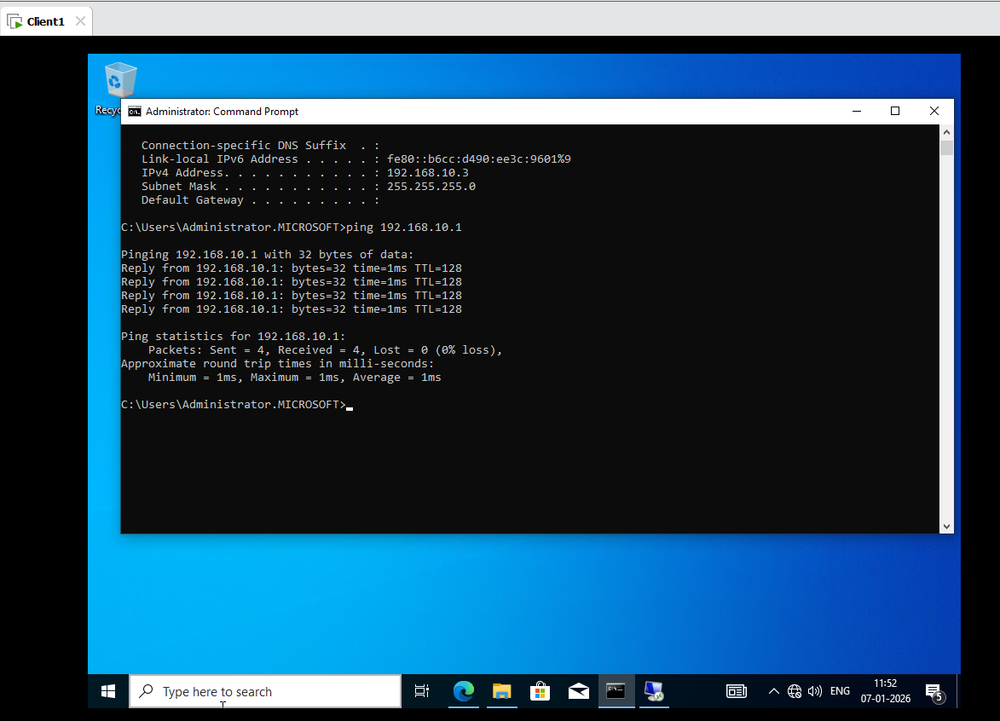 Client1
Recyc
Administrator: Command Prompt
Connection-specific DNS Suffix  . :
Link-local IPv6 Address . . . . . : fe80::b6cc:d490:ee3c:9601%9
IPv4 Address. . . . . . . . . . . : 192.168.10.3
Subnet Mask . . . . . . . . . . . : 255.255.255.0
Default Gateway . . . . . . . . . :
C:\Users\Administrator.MICROSOFT>ping 192.168.10.1
Pinging 192.168.10.1 with 32 bytes of data:
Reply from 192.168.10.1: bytes=32 time=1ms TTL=128
Reply from 192.168.10.1: bytes=32 time=1ms TTL=128
Reply from 192.168.10.1: bytes=32 time=1ms TTL=128
Reply from 192.168.10.1: bytes=32 time=1ms TTL=128
Ping statistics for 192.168.10.1:
Packets: Sent = 4, Received = 4, Lost = 0 (0% loss),
Approximate round trip times in milli-seconds:
Minimum = 1ms, Maximum = 1ms, Average = 1ms
C:\Users\Administrator.MICROSOFT>
Type here to search
ENG
11:52
07-01-2026
5